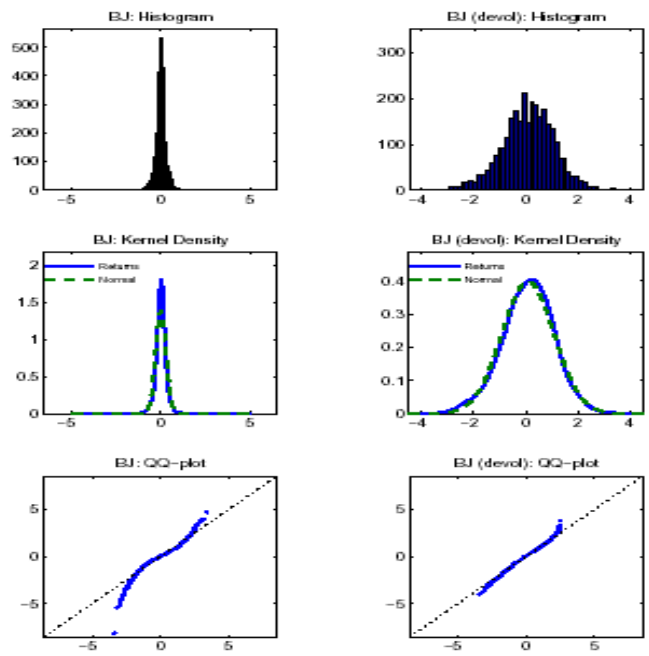 BJ: Histogram
500
400
300
200
100
0
−5 0 5
BJ (devol): Histogram
300
200
100
0
−4 −2 0 2 4
BJ: Kernel Density
Returns
Normal
2
1.5
1
0.5
0
−5 0 5
BJ (devol): Kernel Density
Returns
Normal
0.4
0.3
0.2
0.1
0
−4 −2 0 2 4
BJ: QQ−plot
5
0
−5
−5 0 5
BJ (devol): QQ−plot
5
0
−5
−5 0 5